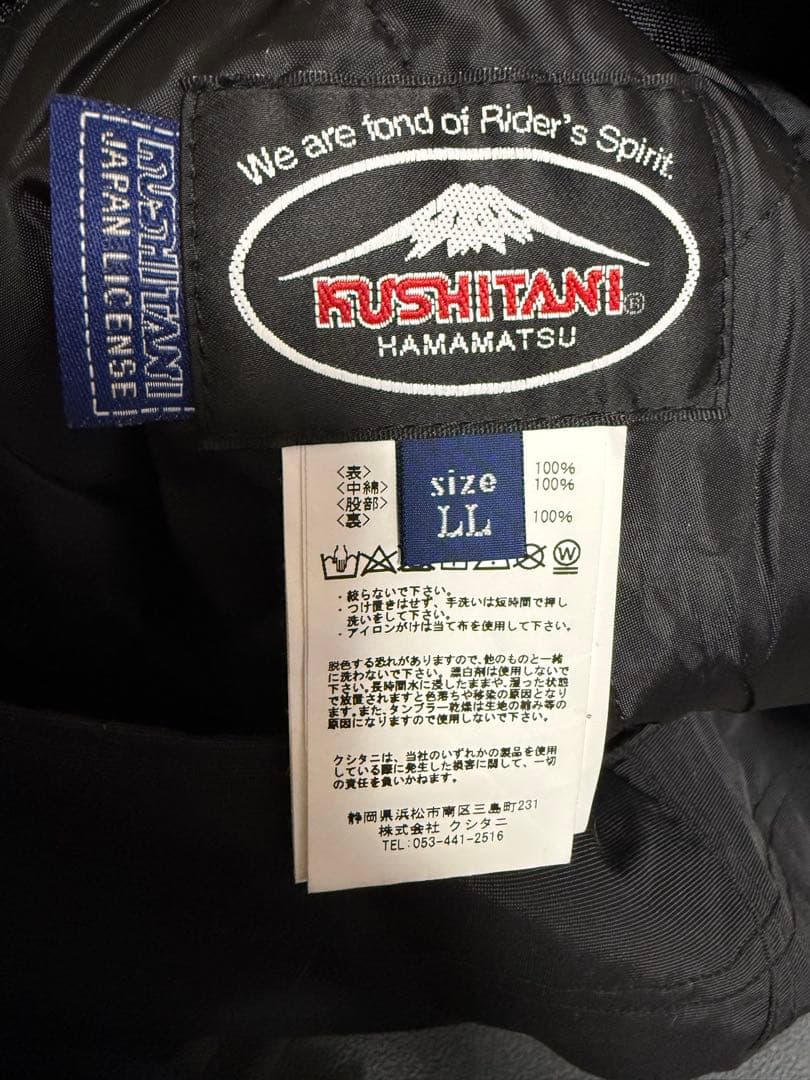 We are fond of Rider's Spirit.
KUSHITANI®
HAMAMATSU
KUSHITANI
JAPAN LICENSE
size
LL
<表> 100%
<中綿> 100%
<股部>
<裏> 100%
W
・絞らないで下さい。
・つけ置きはせず、手洗いは短時間で押し
洗いをして下さい。
・アイロンがけは当て布を使用して下さい。
脱色する恐れがありますので、他のものと一緒
に洗わないで下さい。漂白剤は使用しないで
下さい。長時間水に浸したままや、湿った状態
で放置されますと色落ちや移染の原因となり
ます。また、タンブラー乾燥は生地の縮み等の
原因になりますので使用しないで下さい。
クシタニは、当社のいずれかの製品を使用
している際に発生した損害に関して、一切
の責任を負いかねます。
静岡県浜松市南区三島町231
株式会社 クシタニ
TEL:053-441-2516